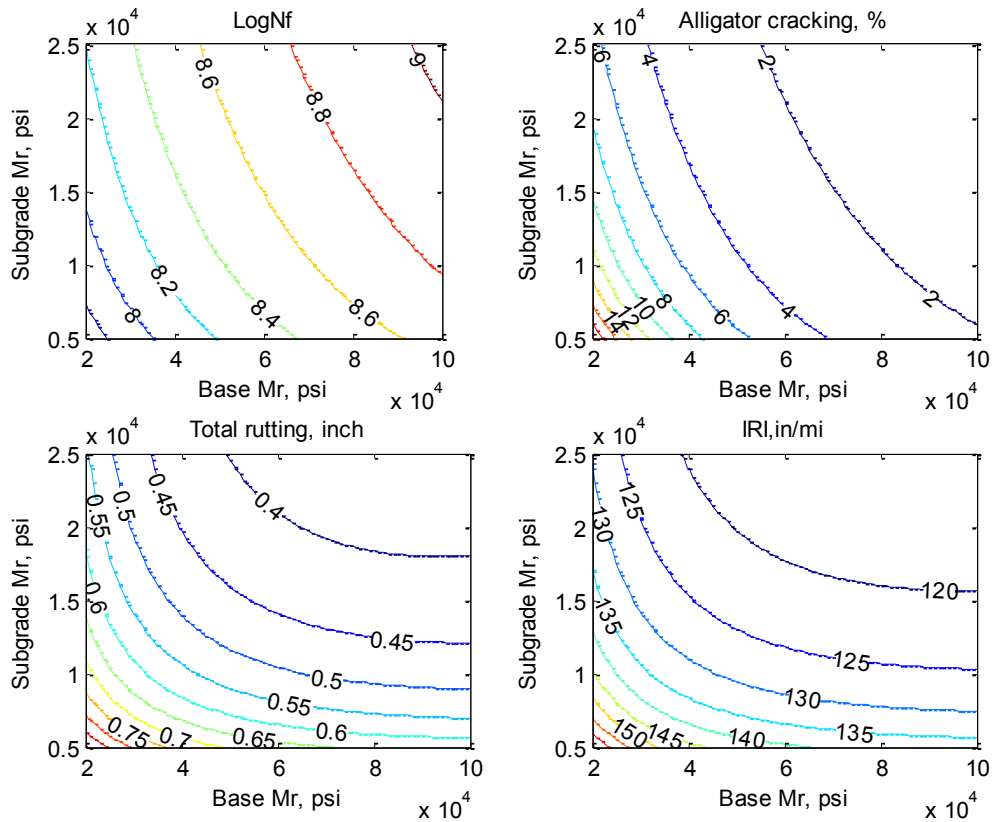 x 10^4 LogNf
2.5
2
1.5
1
0.5
Subgrade Mr, psi
8 8.2 8.4 8.6 8.6 8.8 9
2 4 6 8 10
Base Mr, psi
x 10^4
x 10^4 Alligator cracking, %
2.5
2
1.5
1
0.5
Subgrade Mr, psi
6 4 2
14 12 10 8 6 4 2
2 4 6 8 10
Base Mr, psi
x 10^4
x 10^4 Total rutting, inch
2.5
2
1.5
1
0.5
Subgrade Mr, psi
0.55 0.5 0.45 0.4
0.6 0.45
0.5
0.55
0.75 0.7 0.65 0.6
2 4 6 8 10
Base Mr, psi
x 10^4
x 10^4 IRI,in/mi
2.5
2
1.5
1
0.5
Subgrade Mr, psi
130 125
120
135 125
130
150 145 140 135
2 4 6 8 10
Base Mr, psi
x 10^4